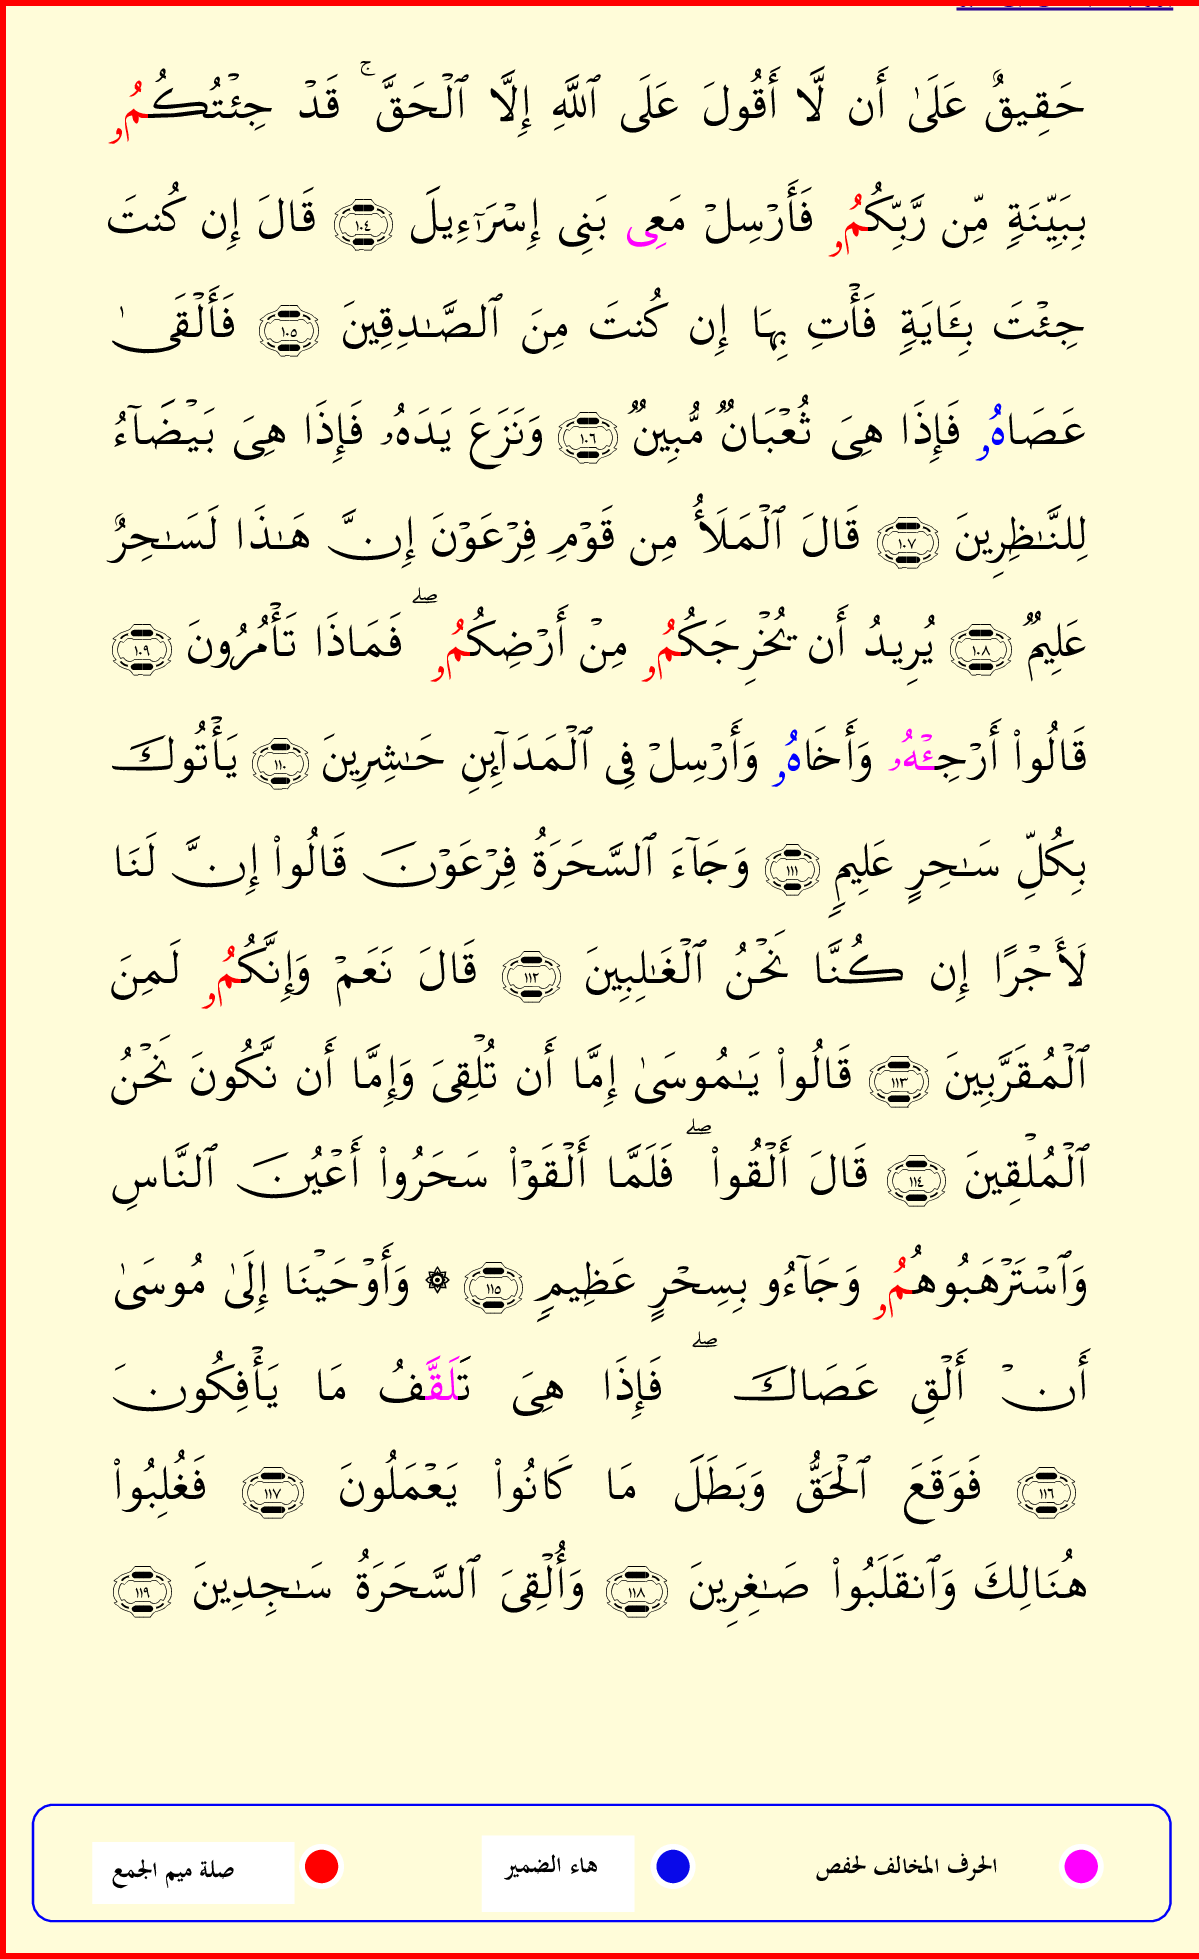 حَقِيقٌ عَلَىٰ أَن لَّا أَقُولَ عَلَى ٱللَّهِ إِلَّا ٱلْحَقَّ ۚ قَدْ جِئْتُكُمُۥ
بِبَيِّنَةٍ مِّن رَّبِّكُمُۥ فَأَرْسِلْ مَعِى بَنِى إِسْرَٰٓءِيلَ ١٠٤ قَالَ إِن كُنتَ
جِئْتَ بِـَٔايَةٍ فَأْتِ بِهَا إِن كُنتَ مِنَ ٱلصَّـٰدِقِينَ ١٠٥ فَأَلْقَىٰ
عَصَاهُۥ فَإِذَا هِىَ ثُعْبَانٌ مُّبِينٌ ١٠٦ وَنَزَعَ يَدَهُۥ فَإِذَا هِىَ بَيْضَآءُ
لِلنَّـٰظِرِينَ ١٠٧ قَالَ ٱلْمَلَأُ مِن قَوْمِ فِرْعَوْنَ إِنَّ هَـٰذَا لَسَـٰحِرٌ
عَلِيمٌ ١٠٨ يُرِيدُ أَن يُخْرِجَكُمُۥ مِنْ أَرْضِكُمُۥ ۖ فَمَاذَا تَأْمُرُونَ ١٠٩
قَالُوا۟ أَرْجِئْهُۥ وَأَخَاهُۥ وَأَرْسِلْ فِى ٱلْمَدَآئِنِ حَـٰشِرِينَ ١١٠ يَأْتُوكَ
بِكُلِّ سَـٰحِرٍ عَلِيمٍ ١١١ وَجَآءَ ٱلسَّحَرَةُ فِرْعَوْنَ قَالُوا۟ إِنَّ لَنَا
لَأَجْرًا إِن كُنَّا نَحْنُ ٱلْغَـٰلِبِينَ ١١٢ قَالَ نَعَمْ وَإِنَّكُمُۥ لَمِنَ
ٱلْمُقَرَّبِينَ ١١٣ قَالُوا۟ يَـٰمُوسَىٰ إِمَّا أَن تُلْقِىَ وَإِمَّا أَن نَّكُونَ نَحْنُ
ٱلْمُلْقِينَ ١١٤ قَالَ أَلْقُوا۟ ۖ فَلَمَّا أَلْقَوْا۟ سَحَرُوا۟ أَعْيُنَ ٱلنَّاسِ
وَٱسْتَرْهَبُوهُمُۥ وَجَآءُو بِسِحْرٍ عَظِيمٍ ١١٥ ۞ وَأَوْحَيْنَا إِلَىٰ مُوسَىٰ
أَنْ أَلْقِ عَصَاكَ ۖ فَإِذَا هِىَ تَلَقَّفُ مَا يَأْفِكُونَ
١١٦ فَوَقَعَ ٱلْحَقُّ وَبَطَلَ مَا كَانُوا۟ يَعْمَلُونَ ١١٧ فَغُلِبُوا۟
هُنَالِكَ وَٱنقَلَبُوا۟ صَـٰغِرِينَ ١١٨ وَأُلْقِىَ ٱلسَّحَرَةُ سَـٰجِدِينَ ١١٩
الحرف المخالف لحفص هاء الضمير صلة ميم الجمع